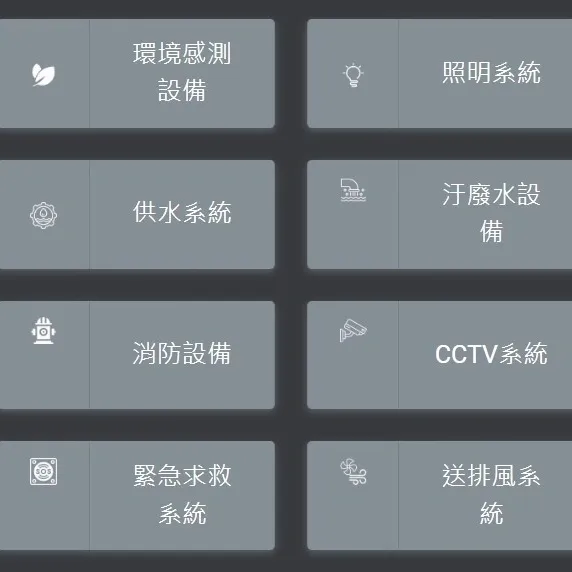 環境感測
設備
照明系統
供水系統
汙廢水設
備
消防設備
CCTV系統
SOS
緊急求救
系統
送排風系
統